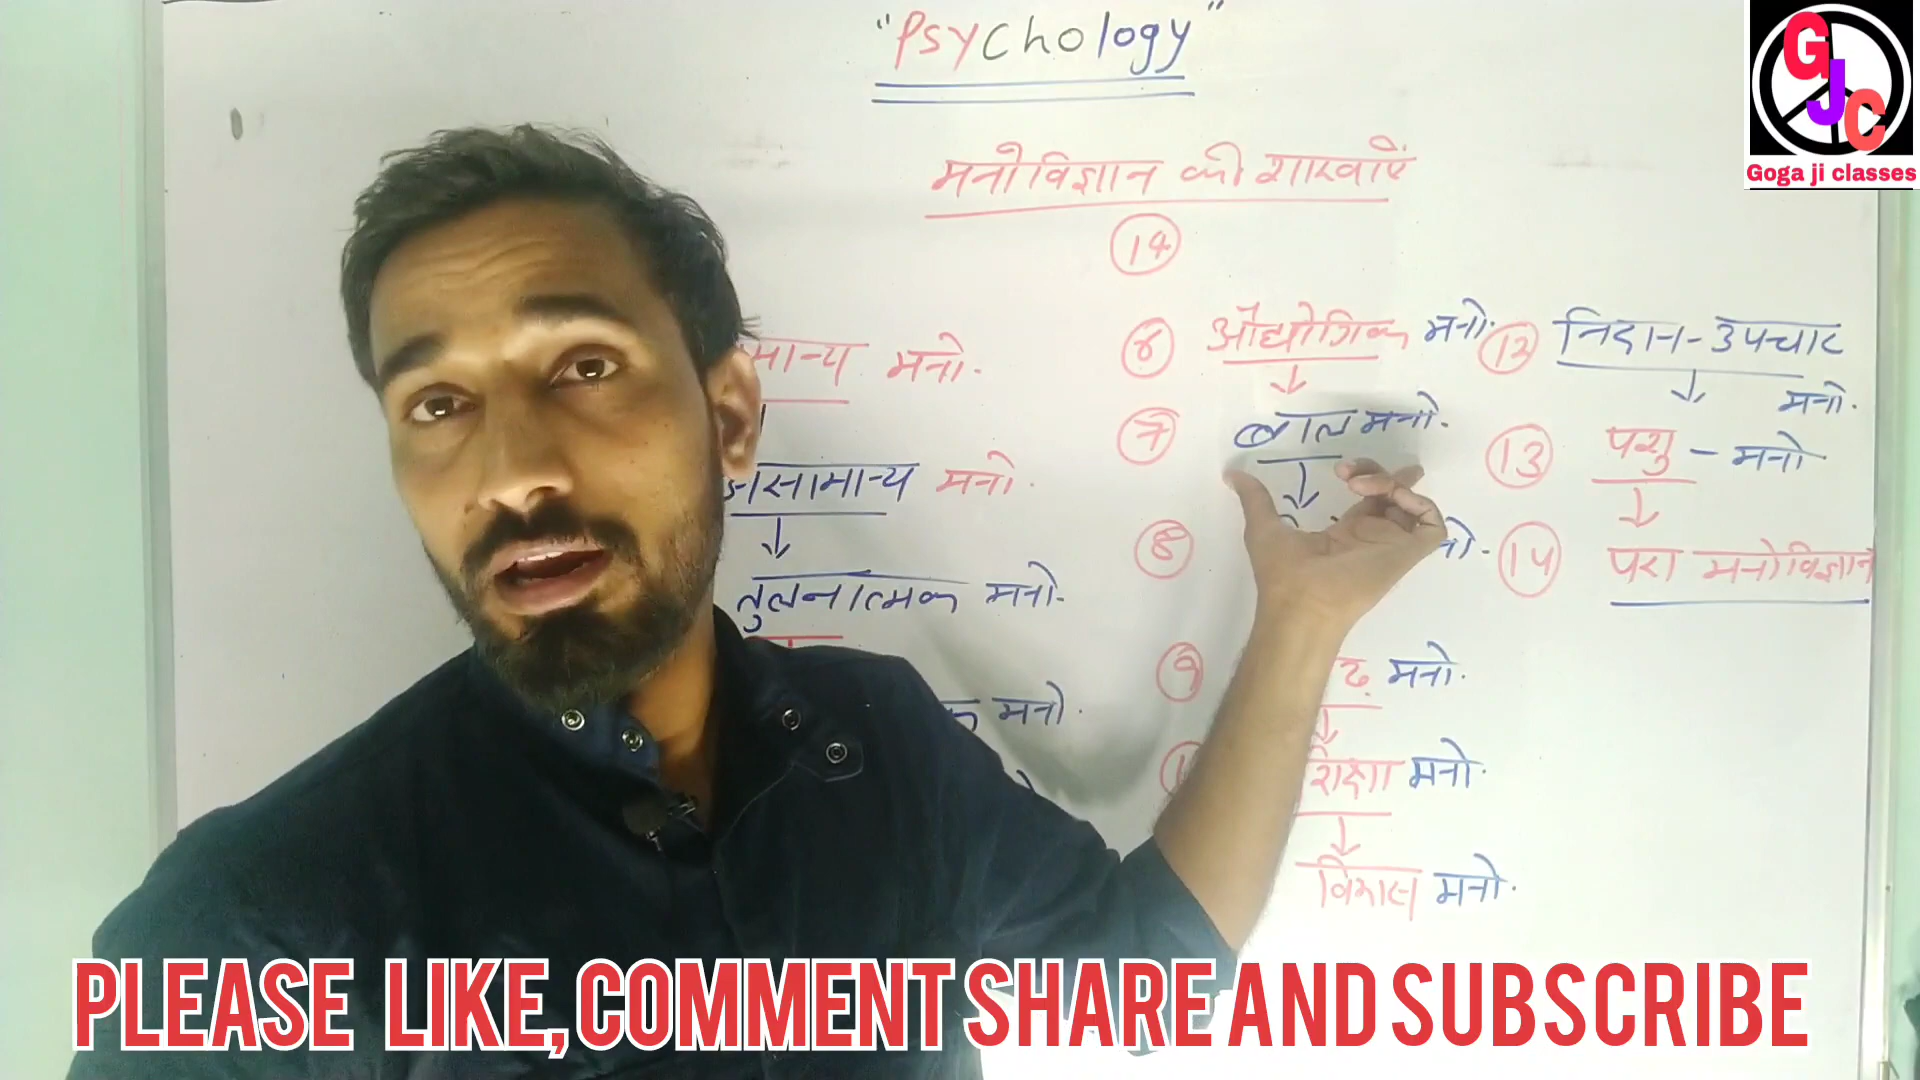 "Psychology"
GJC
Goga ji classes
मनोविज्ञान की शाखाएँ
14
मनो.
असामान्य मनो.
तुलनात्मक मनो.
मनो.
6 औद्योगिक मनो.
7 बाल मनो.
8
9 मनो.
शिक्षा मनो.
विकास मनो.
12 निदान-उपचार
मनो.
13 पशु - मनो
14 परा मनोविज्ञान
PLEASE LIKE, COMMENT SHARE AND SUBSCRIBE